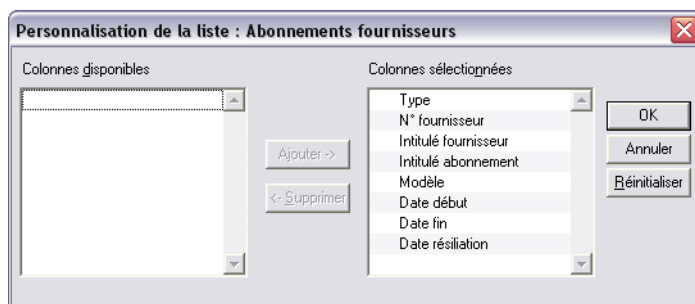 Personnalisation de la liste : Abonnements fournisseurs
Colonnes disponibles
Colonnes sélectionnées
Type
N° fournisseur
Intitulé fournisseur
Intitulé abonnement
Modèle
Date début
Date fin
Date résiliation
Ajouter ->
<- Supprimer
OK
Annuler
Réinitialiser